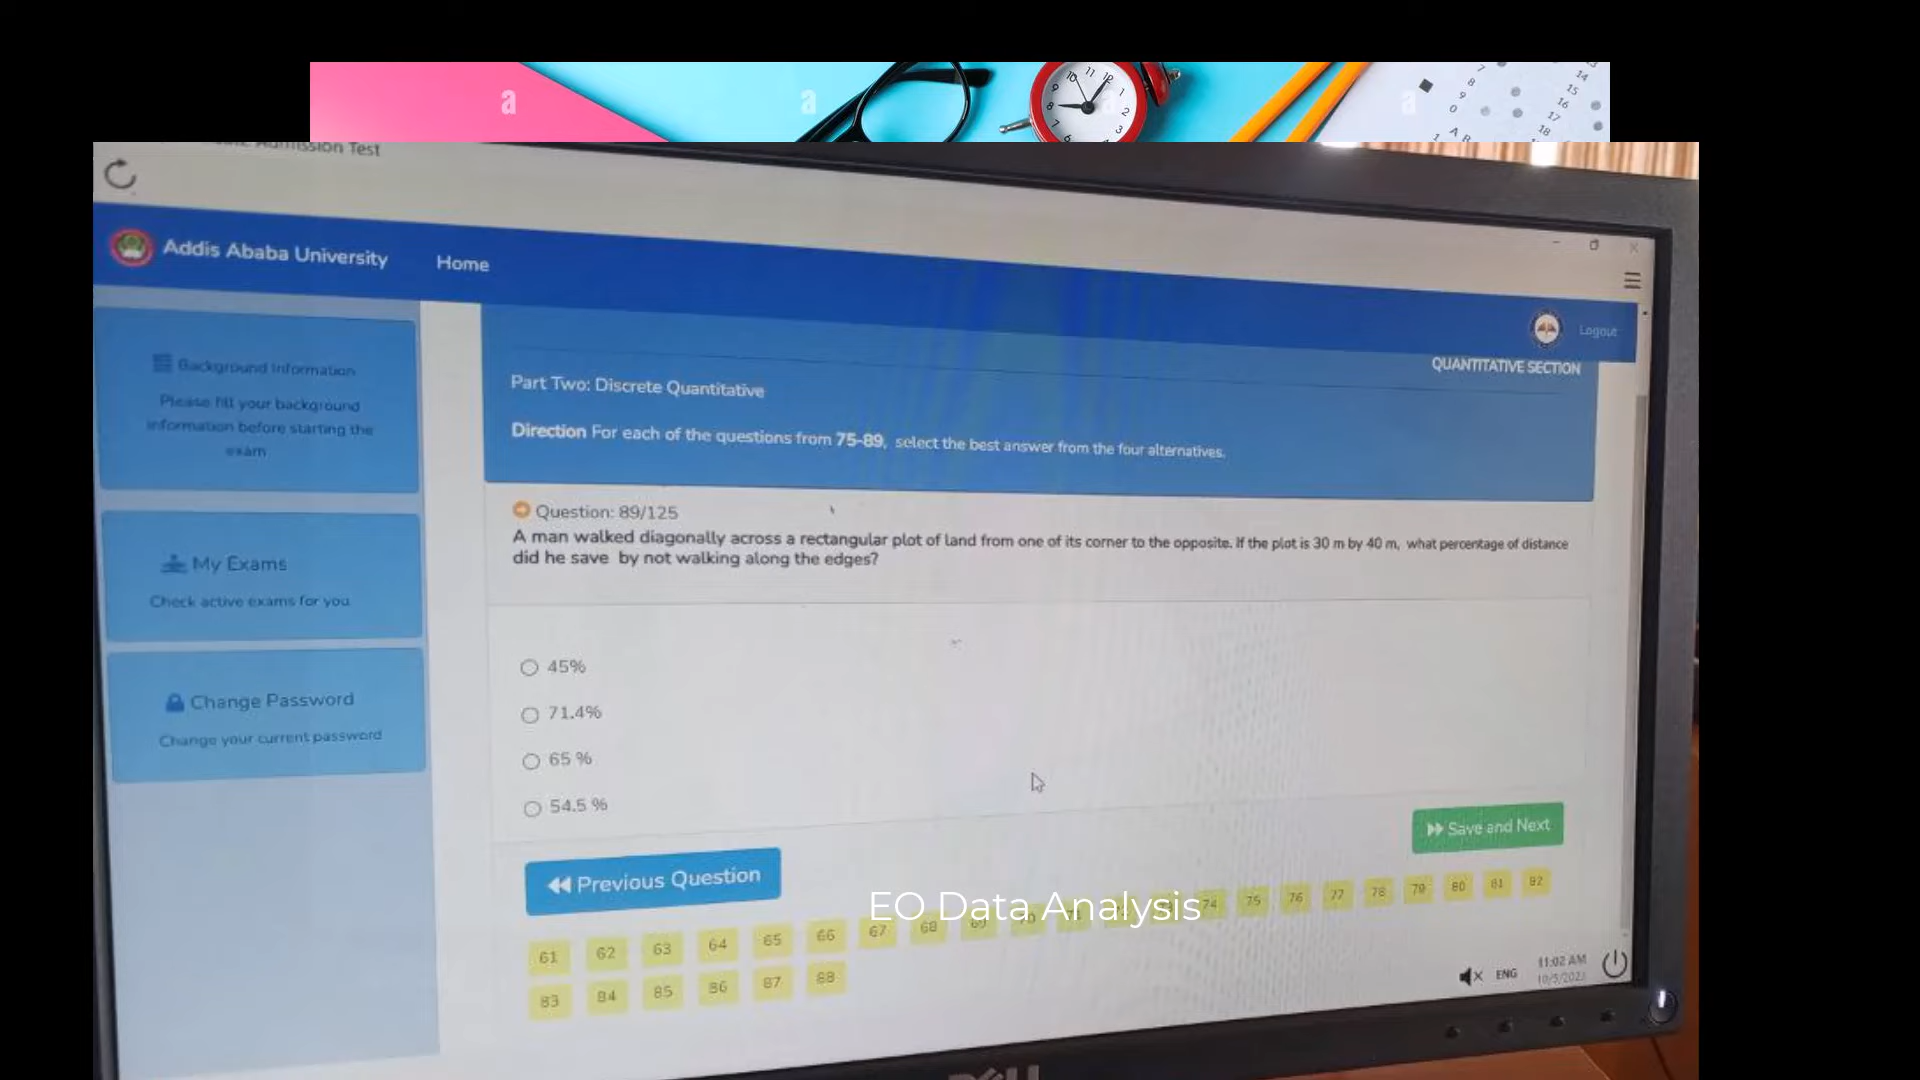 a a a
Admission Test
Addis Ababa University Home
Logout
QUANTITATIVE SECTION
Background Information
Please fill your background
information before starting the
exam
My Exams
Check active exams for you
Change Password
Change your current password
Part Two: Discrete Quantitative
Direction For each of the questions from 75-89, select the best answer from the four alternatives.
Question: 89/125
A man walked diagonally across a rectangular plot of land from one of its corner to the opposite. If the plot is 30 m by 40 m, what percentage of distance
did he save by not walking along the edges?
45%
71.4%
65 %
54.5 %
Previous Question
Save and Next
EO Data Analysis
61 62 63 64 65 66 67 68 69 70 71 74 75 76 77 78 79 80 81 82
83 84 85 86 87 88
ENG
11:02 AM
DELL